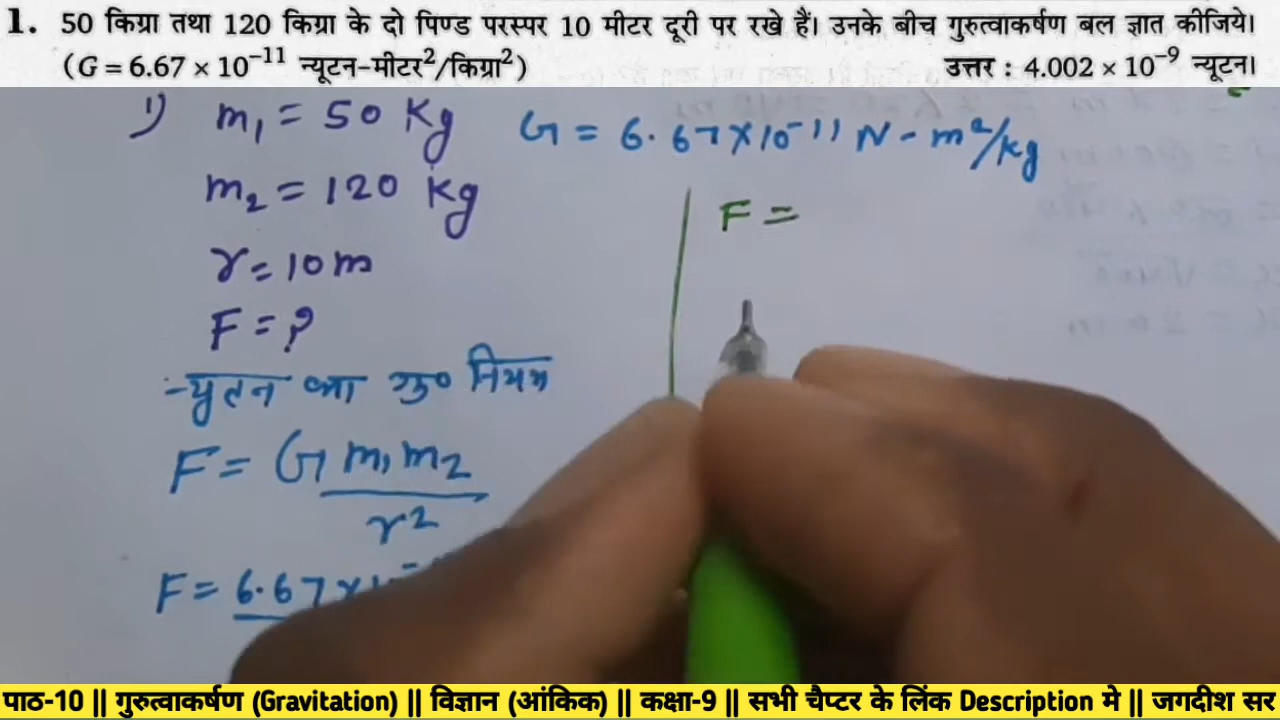 1. 50 किग्रा तथा 120 किग्रा के दो पिण्ड परस्पर 10 मीटर दूरी पर रखे हैं। उनके बीच गुरुत्वाकर्षण बल ज्ञात कीजिये।
(G = 6.67 × 10⁻¹¹ न्यूटन-मीटर²/किग्रा²) उत्तर : 4.002 × 10⁻⁹ न्यूटन।
1) m₁ = 50 Kg G = 6.67×10⁻¹¹ N - m²/kg
m₂ = 120 kg
F =
r = 10 m
F = ?
न्युटन का गु० नियम
F = G m₁ m₂
r²
F = 6.67 ×
पाठ-10 || गुरुत्वाकर्षण (Gravitation) || विज्ञान (आंकिक) || कक्षा-9 || सभी चैप्टर के लिंक Description मे || जगदीश सर